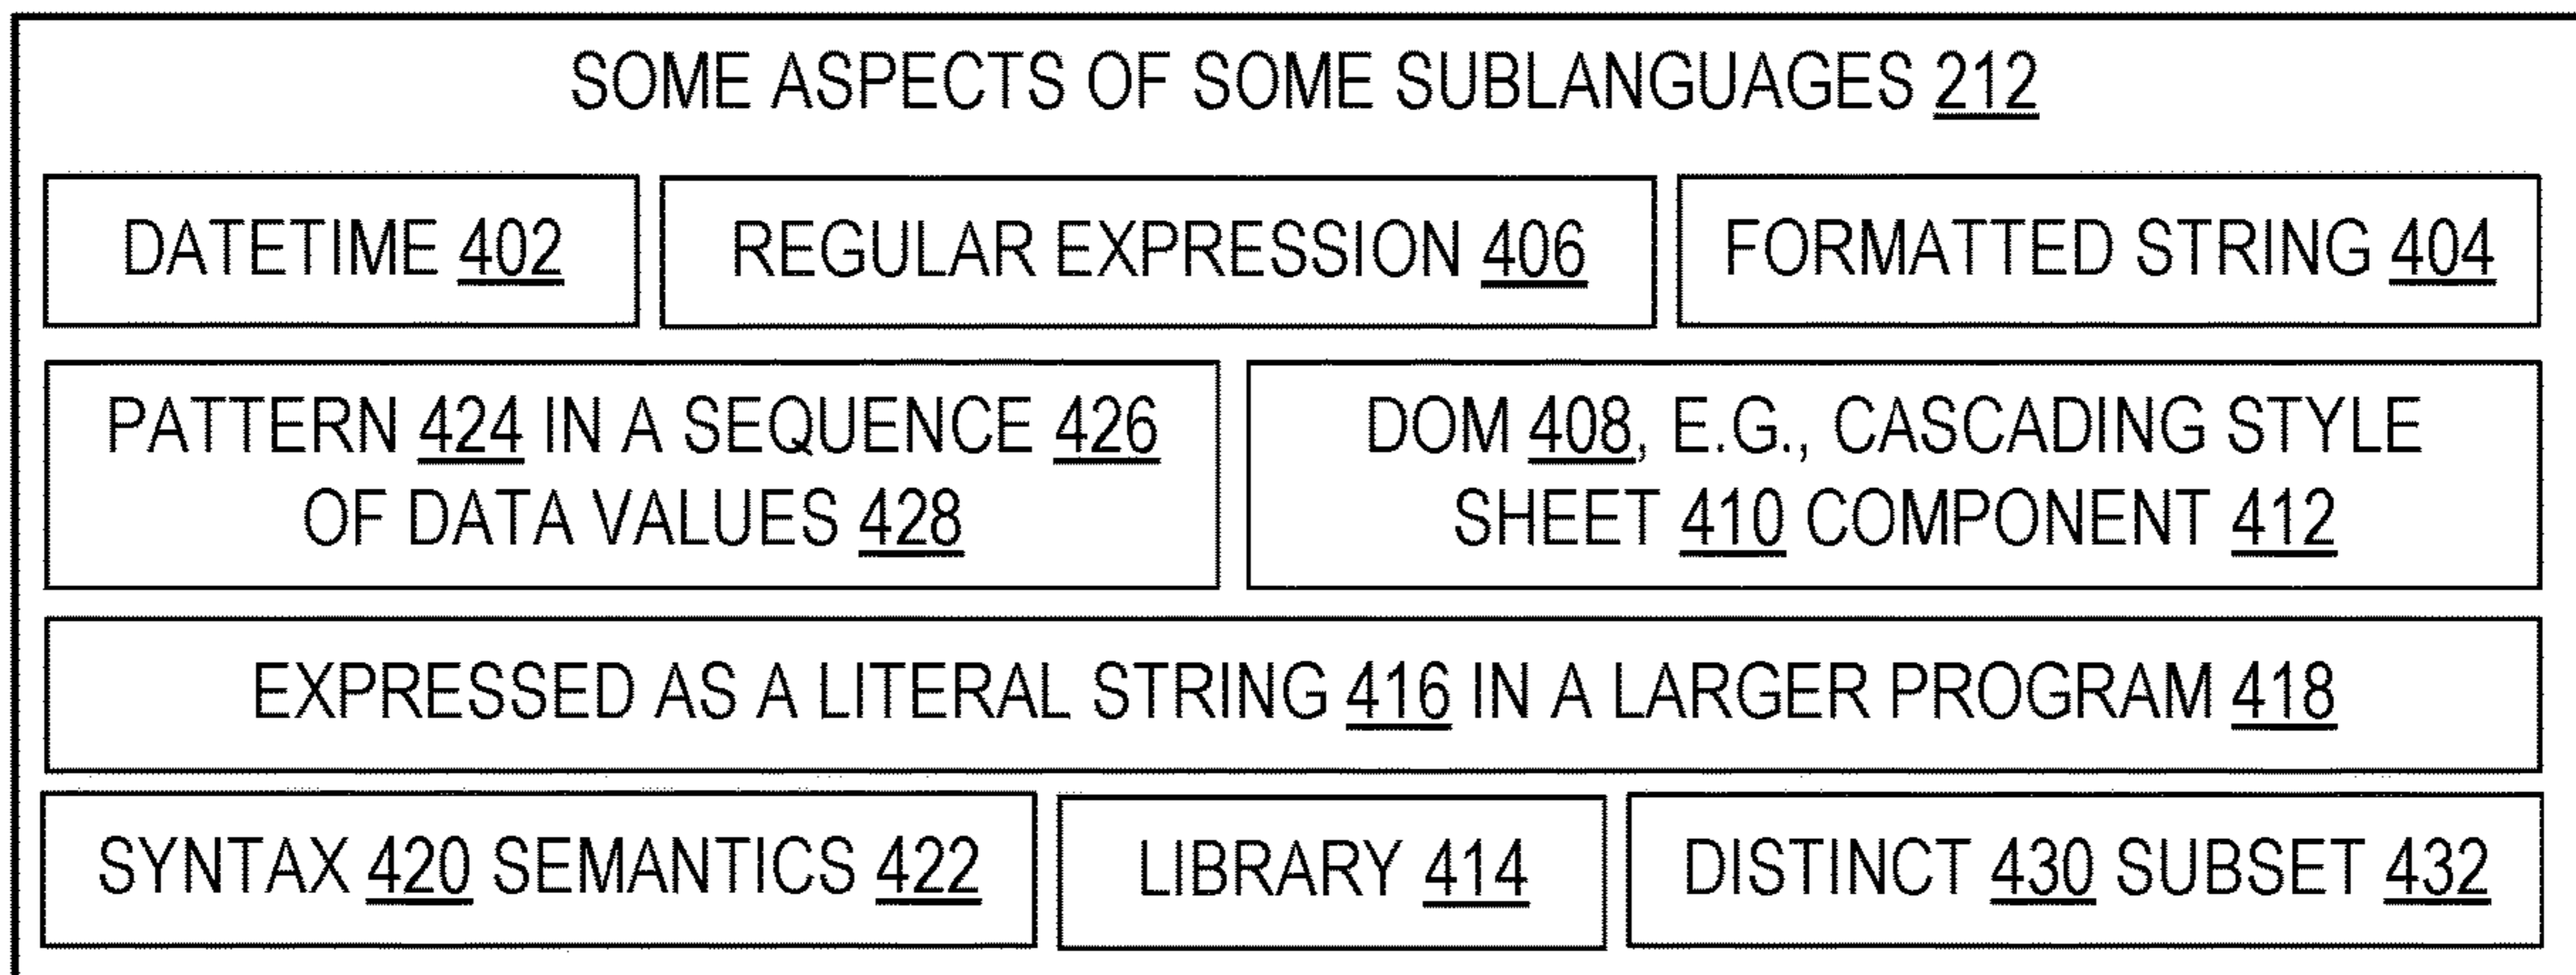 SOME ASPECTS OF SOME SUBLANGUAGES 212
DATETIME 402
REGULAR EXPRESSION 406
FORMATTED STRING 404
PATTERN 424 IN A SEQUENCE 426
OF DATA VALUES 428
DOM 408, E.G., CASCADING STYLE
SHEET 410 COMPONENT 412
EXPRESSED AS A LITERAL STRING 416 IN A LARGER PROGRAM 418
SYNTAX 420 SEMANTICS 422
LIBRARY 414
DISTINCT 430 SUBSET 432